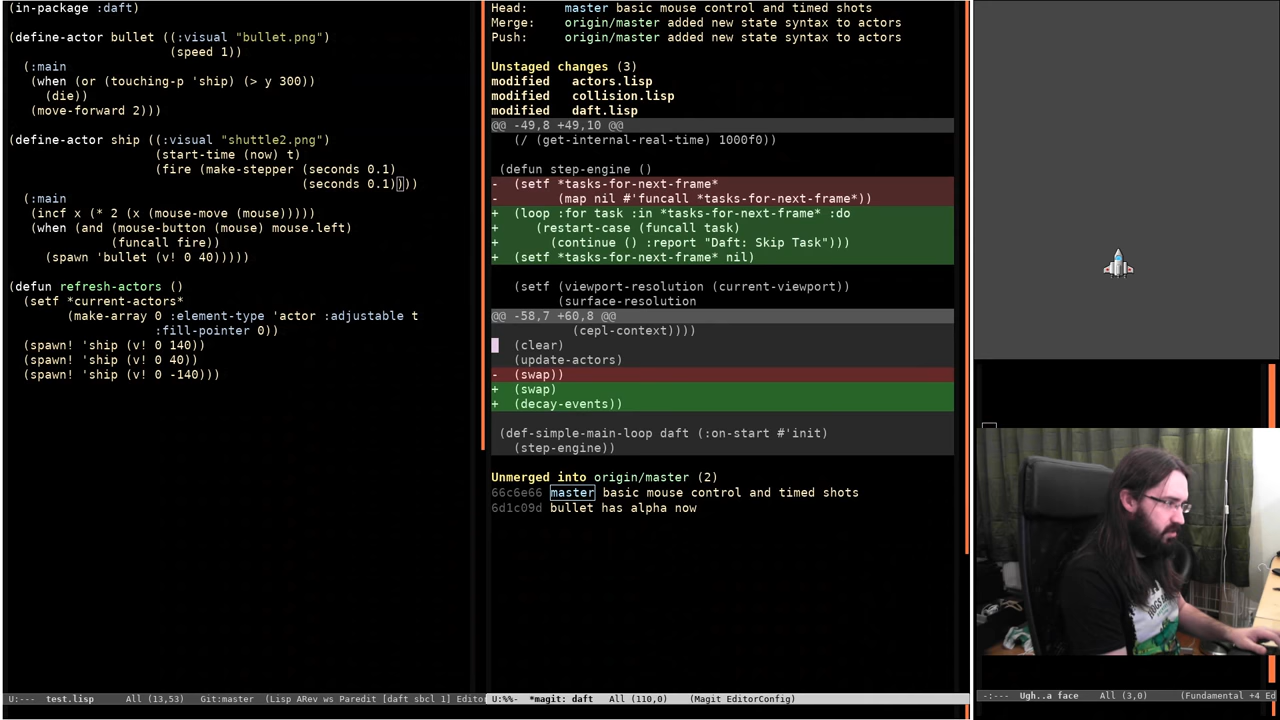 (in-package :daft)
(define-actor bullet ((:visual "bullet.png")
(speed 1))
(:main
(when (or (touching-p 'ship) (> y 300))
(die))
(move-forward 2)))
(define-actor ship ((:visual "shuttle2.png")
(start-time (now) t)
(fire (make-stepper (seconds 0.1)
(seconds 0.1))))
(:main
(incf x (* 2 (x (mouse-move (mouse)))))
(when (and (mouse-button (mouse) mouse.left)
(funcall fire))
(spawn 'bullet (v! 0 40)))))
(defun refresh-actors ()
(setf *current-actors*
(make-array 0 :element-type 'actor :adjustable t
:fill-pointer 0))
(spawn! 'ship (v! 0 140))
(spawn! 'ship (v! 0 40))
(spawn! 'ship (v! 0 -140)))
U:--- test.lisp All (13,53) Git:master (Lisp ARev ws Paredit [daft sbcl 1] Edito
Head: master basic mouse control and timed shots
Merge: origin/master added new state syntax to actors
Push: origin/master added new state syntax to actors
Unstaged changes (3)
modified actors.lisp
modified collision.lisp
modified daft.lisp
@@ -49,8 +49,10 @@
(/ (get-internal-real-time) 1000f0))
(defun step-engine ()
- (setf *tasks-for-next-frame*
- (map nil #'funcall *tasks-for-next-frame*))
+ (loop :for task :in *tasks-for-next-frame* :do
+ (restart-case (funcall task)
+ (continue () :report "Daft: Skip Task")))
+ (setf *tasks-for-next-frame* nil)
(setf (viewport-resolution (current-viewport))
(surface-resolution
@@ -58,7 +60,8 @@
(cepl-context))))
(clear)
(update-actors)
- (swap))
+ (swap)
+ (decay-events))
(def-simple-main-loop daft (:on-start #'init)
(step-engine))
Unmerged into origin/master (2)
66c6e66 master basic mouse control and timed shots
6d1c09d bullet has alpha now
U:%%- *magit: daft All (110,0) (Magit EditorConfig)
-:--- Ugh..a face All (3,0) (Fundamental +4 Ed